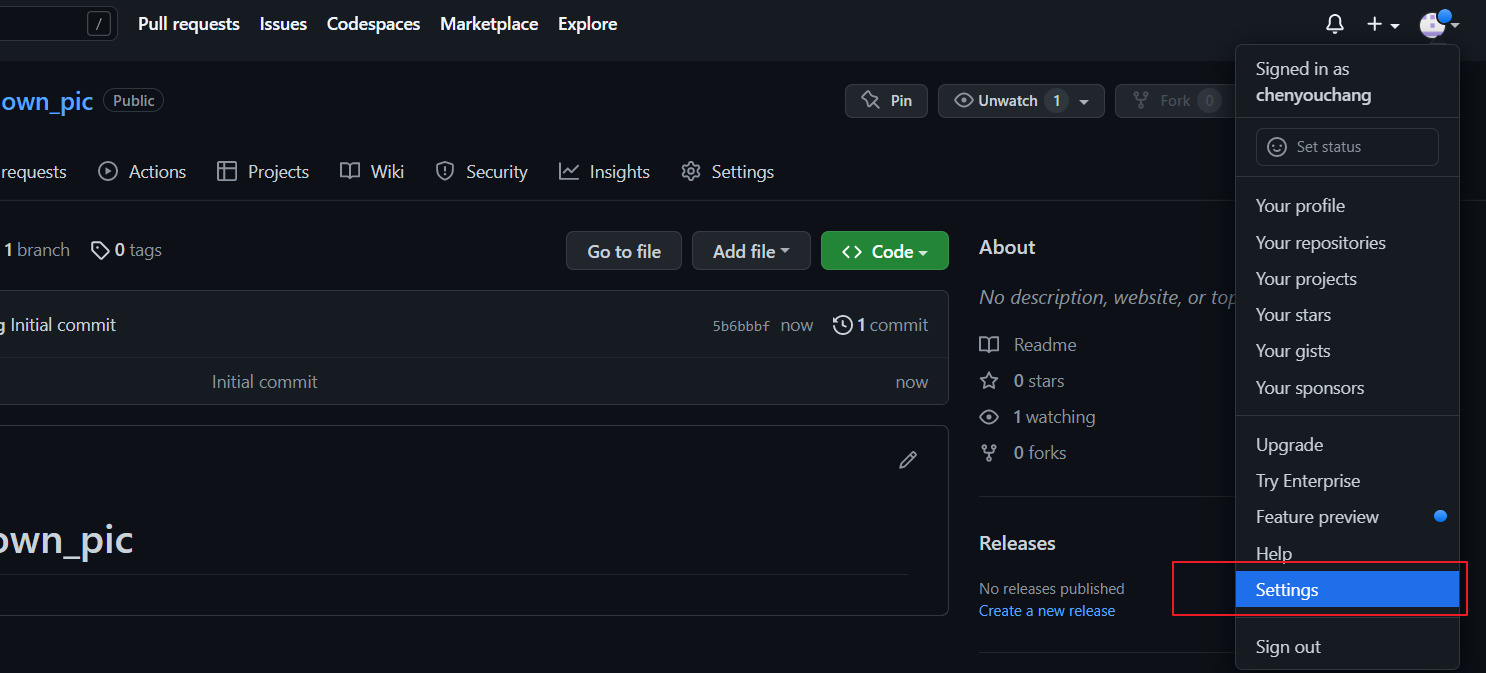 / Pull requests Issues Codespaces Marketplace Explore
Signed in as
chenyouchang
Set status
Your profile
Your repositories
Your projects
Your stars
Your gists
Your sponsors
Upgrade
Try Enterprise
Feature preview
Help
Settings
Sign out
own_pic Public Pin Unwatch 1 Fork 0
requests Actions Projects Wiki Security Insights Settings
1 branch 0 tags Go to file Add file <> Code
g Initial commit 5b6bbbf now 1 commit
Initial commit now
own_pic
About
No description, website, or top
Readme
0 stars
1 watching
0 forks
Releases
No releases published
Create a new release